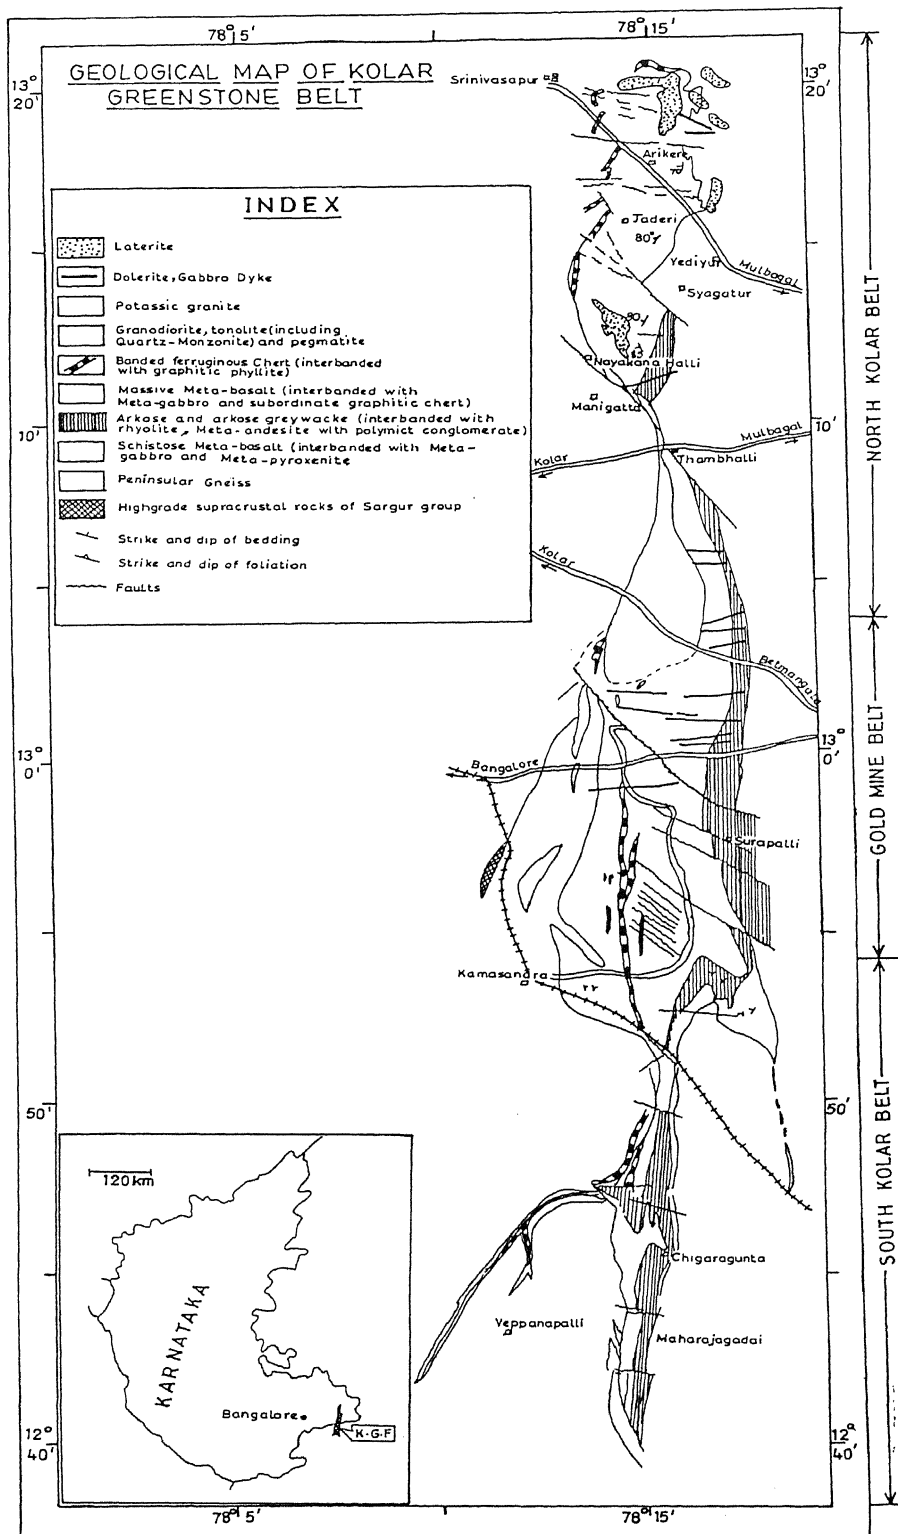 78° 5'
78° 15'
GEOLOGICAL MAP OF KOLAR
GREENSTONE BELT
13°
20'
13°
20'
Srinivasapur
Arikere
Jaderi
80°
Yediyur
Mulbagal
Syagatur
80
Nayakana Halli
Manigatta
INDEX
Laterite
Dolerite, Gabbro Dyke
Potassic granite
Granodiorite, tonolite (including
Quartz-Monzonite) and pegmatite
Banded ferruginous Chert (interbanded
with graphitic phyllite)
Massive Meta-basalt (interbanded with
Meta-gabbro and subordinate graphitic chert)
Arkose and arkose greywacke (interbanded with
rhyolite, Meta-andesite with polymict conglomerate)
Schistose Meta-basalt (interbanded with Meta-
gabbro and Meta-pyroxenite
Peninsular Gneiss
Highgrade supracrustal rocks of Sargur group
Strike and dip of bedding
Strike and dip of foliation
Faults
10'
10'
Kolar
Mulbagal
Thambhalli
Kolar
Betmangula
13°
0'
13°
0'
Bangalore
Surapalli
Kamasandra
50'
50'
Chigaragunta
Veppanapalli
Maharajagadai
12°
40'
12°
40'
120km
KARNATAKA
Bangalore
K-G-F
78° 5'
78° 15'
NORTH KOLAR BELT
GOLD MINE BELT
SOUTH KOLAR BELT